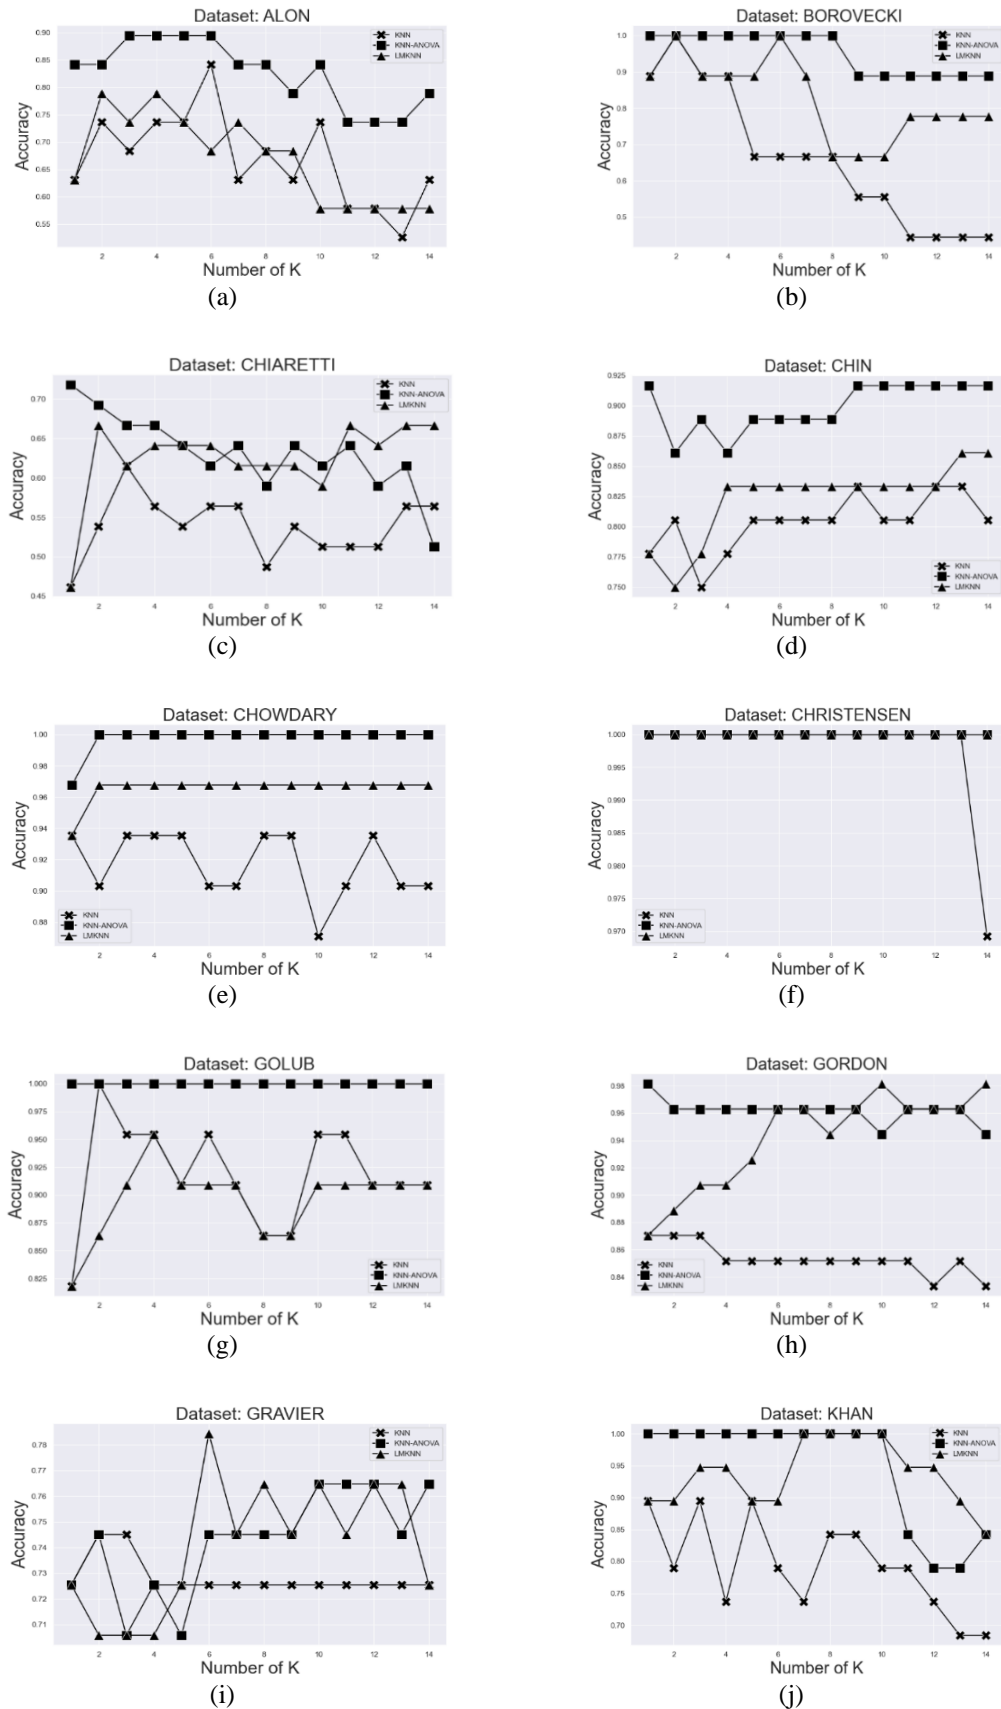 Dataset: ALON
0.90
0.85
0.80
0.75
0.70
0.65
0.60
0.55
Accuracy
KNN
KNN-ANOVA
LMKNN
2 4 6 8 10 12 14
Number of K
(a)
Dataset: BOROVECKI
1.0
0.9
0.8
0.7
0.6
0.5
Accuracy
KNN
KNN-ANOVA
LMKNN
2 4 6 8 10 12 14
Number of K
(b)
Dataset: CHIARETTI
0.70
0.65
0.60
0.55
0.50
0.45
Accuracy
KNN
KNN-ANOVA
LMKNN
2 4 6 8 10 12 14
Number of K
(c)
Dataset: CHIN
0.925
0.900
0.875
0.850
0.825
0.800
0.775
0.750
Accuracy
KNN
KNN-ANOVA
LMKNN
2 4 6 8 10 12 14
Number of K
(d)
Dataset: CHOWDARY
1.00
0.98
0.96
0.94
0.92
0.90
0.88
Accuracy
KNN
KNN-ANOVA
LMKNN
2 4 6 8 10 12 14
Number of K
(e)
Dataset: CHRISTENSEN
1.000
0.995
0.990
0.985
0.980
0.975
0.970
Accuracy
KNN
KNN-ANOVA
LMKNN
2 4 6 8 10 12 14
Number of K
(f)
Dataset: GOLUB
1.000
0.975
0.950
0.925
0.900
0.875
0.850
0.825
Accuracy
KNN
KNN-ANOVA
LMKNN
2 4 6 8 10 12 14
Number of K
(g)
Dataset: GORDON
0.98
0.96
0.94
0.92
0.90
0.88
0.86
0.84
Accuracy
KNN
KNN-ANOVA
LMKNN
2 4 6 8 10 12 14
Number of K
(h)
Dataset: GRAVIER
0.78
0.77
0.76
0.75
0.74
0.73
0.72
0.71
Accuracy
KNN
KNN-ANOVA
LMKNN
2 4 6 8 10 12 14
Number of K
(i)
Dataset: KHAN
1.00
0.95
0.90
0.85
0.80
0.75
0.70
Accuracy
KNN
KNN-ANOVA
LMKNN
2 4 6 8 10 12 14
Number of K
(j)